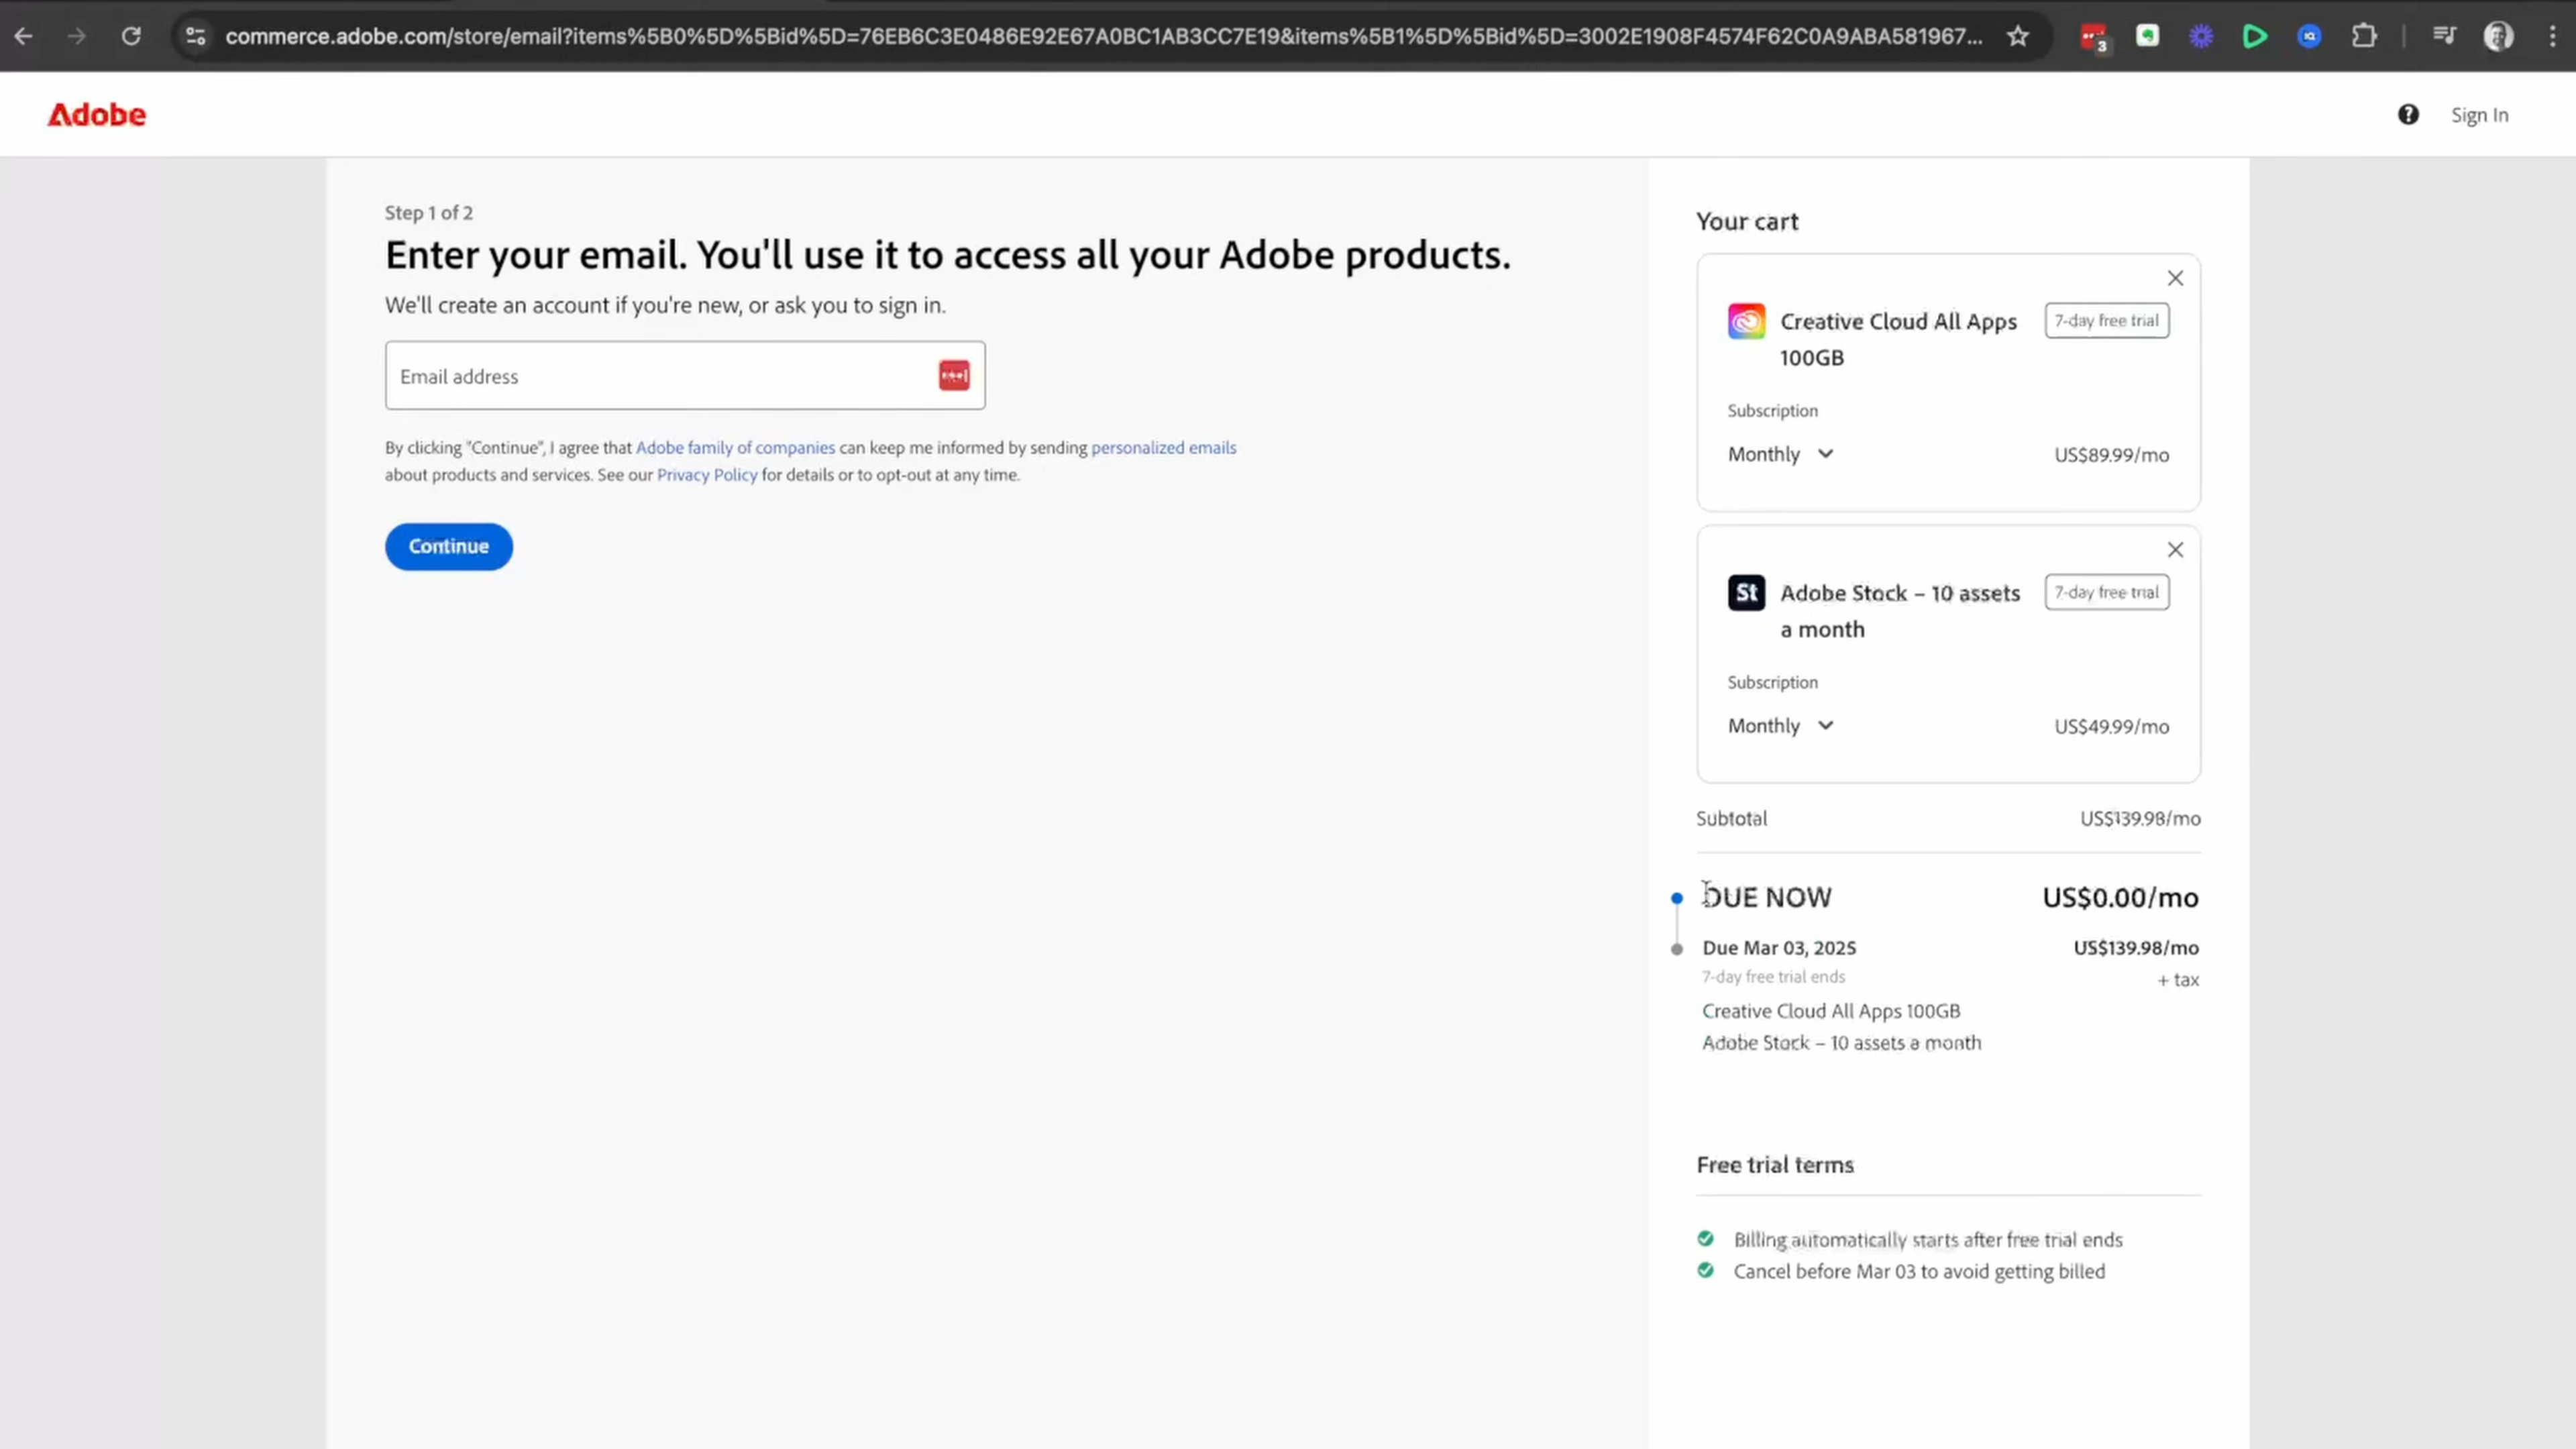 commerce.adobe.com/store/email?items%5B0%5D%5Bid%5D=76EB6C3E0486E92E67A0BC1AB3CC7E19&items%5B1%5D%5Bid%5D=3002E1908F4574F62C0A9ABA581967...
3
Adobe
? Sign In
Step 1 of 2
Enter your email. You'll use it to access all your Adobe products.
We'll create an account if you're new, or ask you to sign in.
Email address
By clicking "Continue", I agree that Adobe family of companies can keep me informed by sending personalized emails
about products and services. See our Privacy Policy for details or to opt-out at any time.
Continue
Your cart
Creative Cloud All Apps 7-day free trial
100GB
Subscription
Monthly US$89.99/mo
St Adobe Stock – 10 assets 7-day free trial
a month
Subscription
Monthly US$49.99/mo
Subtotal US$139.98/mo
DUE NOW US$0.00/mo
Due Mar 03, 2025 US$139.98/mo
7-day free trial ends + tax
Creative Cloud All Apps 100GB
Adobe Stock – 10 assets a month
Free trial terms
Billing automatically starts after free trial ends
Cancel before Mar 03 to avoid getting billed